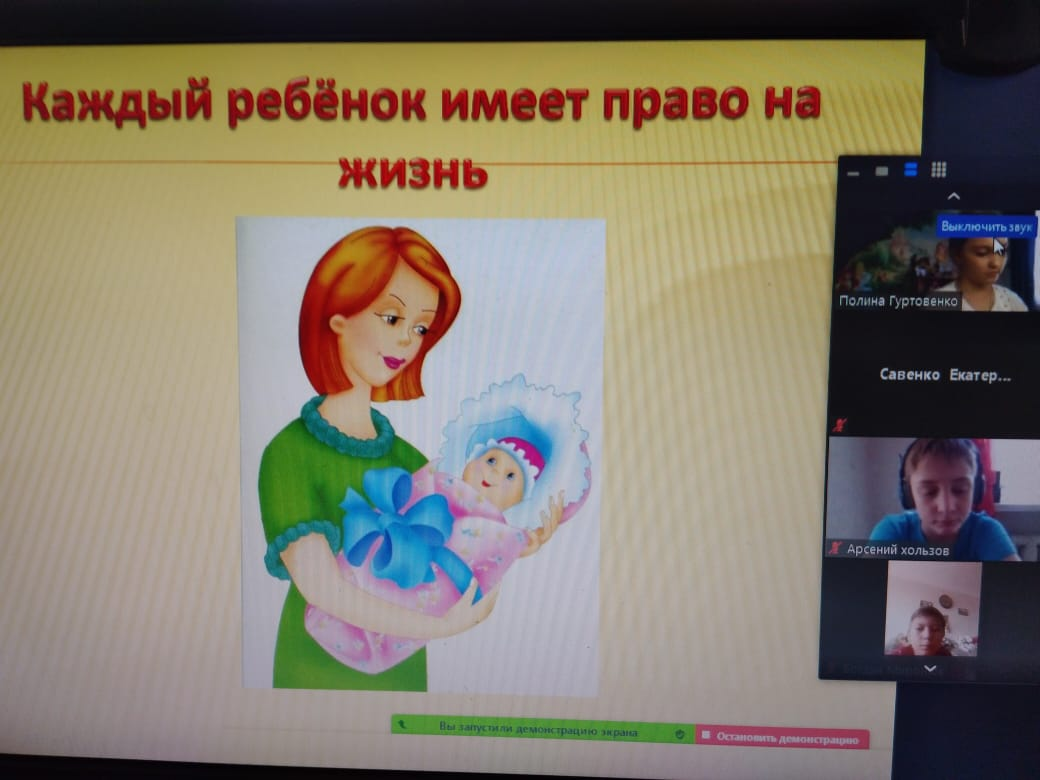 Каждый ребёнок имеет право на
жизнь
Выключить звук
Полина Гуртовенко
Савенко Екатер...
Арсений хользов
Вы запустили демонстрацию экрана
Остановить демонстрацию